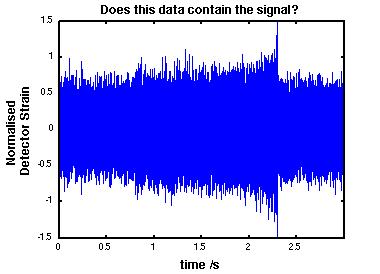 Does this data contain the signal?
Normalised
Detector Strain
1.5
1
0.5
0
-0.5
-1
-1.5
0 0.5 1 1.5 2 2.5
time /s